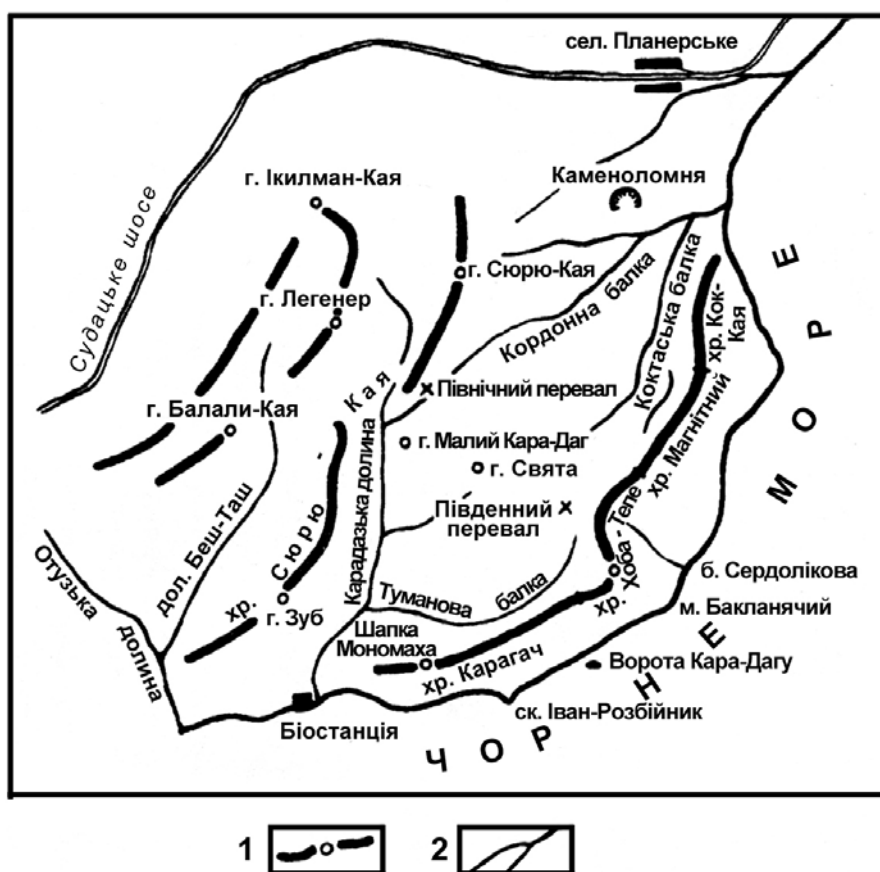 сел. Планерське
Каменоломня
г. Ікилман-Кая
Судацьке шосе
г. Сюрю-Кая
г. Легенер
Кордонна балка
Коктаська балка
хр. Кок-
Кая
Північний перевал
г. Балали-Кая
г. Малий Кара-Даг
г. Свята
хр. Магнітний
Південний
перевал
хр. Хоба-Тепе
Карадазька долина
хр. Сюрю Кая
дол. Беш-Таш
Отузька
долина
г. Зуб
Туманова
балка
б. Сердолікова
м. Бакланячий
Шапка
Мономаха
хр. Карагач
Ворота Кара-Дагу
ск. Іван-Розбійник
Біостанція
ЧОРНЕ МОРЕ
1
2